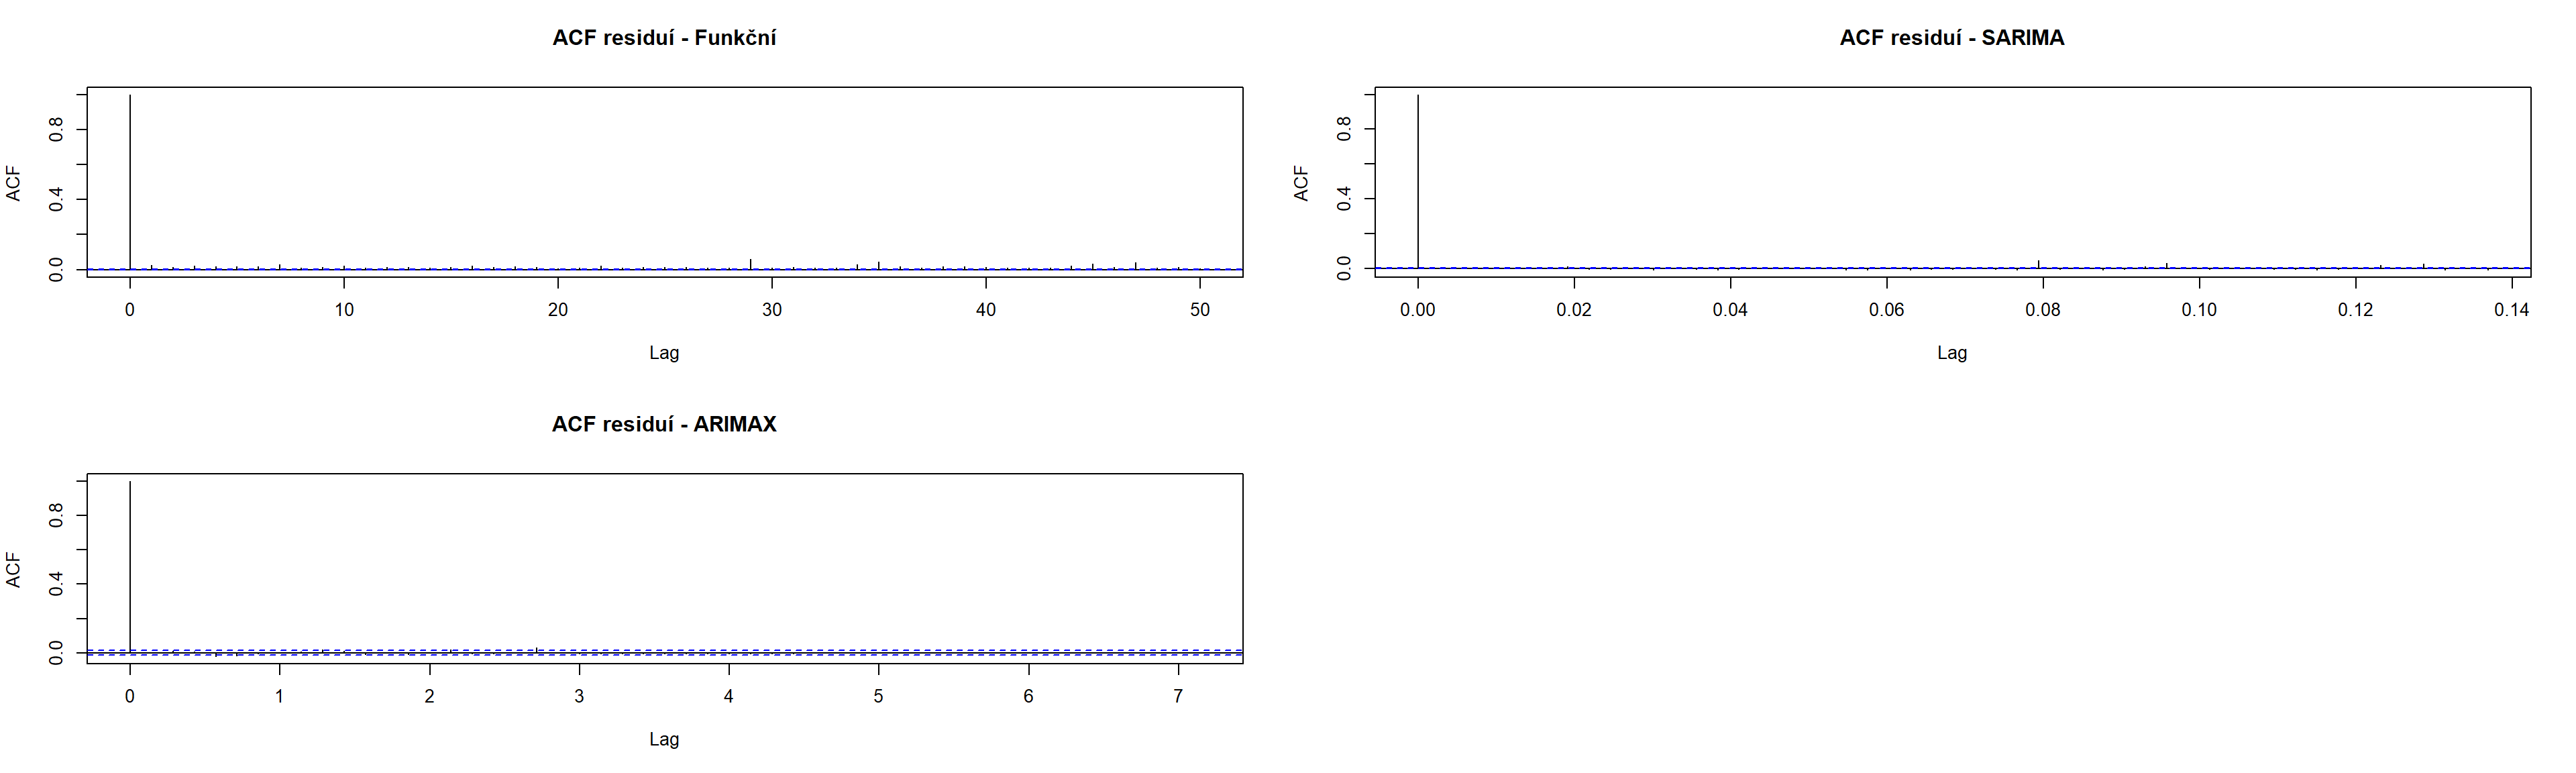 ACF residuí - Funkční
ACF
0.0 0.4 0.8
0 10 20 30 40 50
Lag
ACF residuí - SARIMA
ACF
0.0 0.4 0.8
0.00 0.02 0.04 0.06 0.08 0.10 0.12 0.14
Lag
ACF residuí - ARIMAX
ACF
0.0 0.4 0.8
0 1 2 3 4 5 6 7
Lag